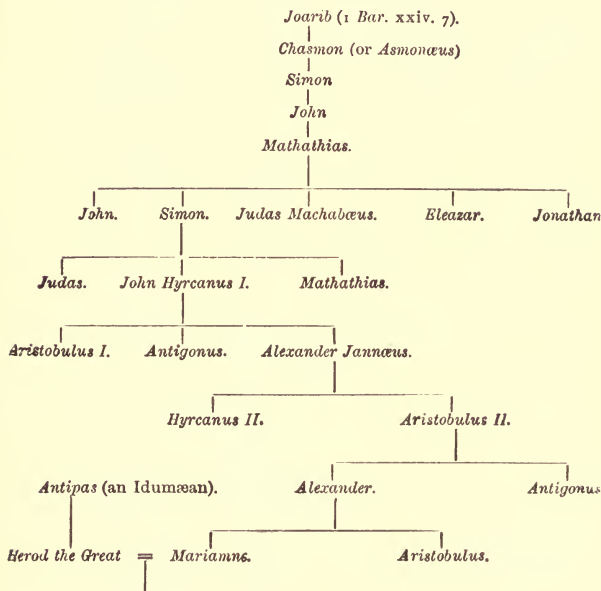 Joarib (1 Bar. xxiv. 7).
Chasmon (or Asmonæus)
Simon
John
Mathathias.
John. Simon. Judas Machabæus. Eleazar. Jonathan
Judas. John Hyrcanus I. Mathathias.
Aristobulus I. Antigonus. Alexander Jannæus.
Hyrcanus II. Aristobulus II.
Antipas (an Idumæan). Alexander. Antigonus
Herod the Great = Mariamne. Aristobulus.